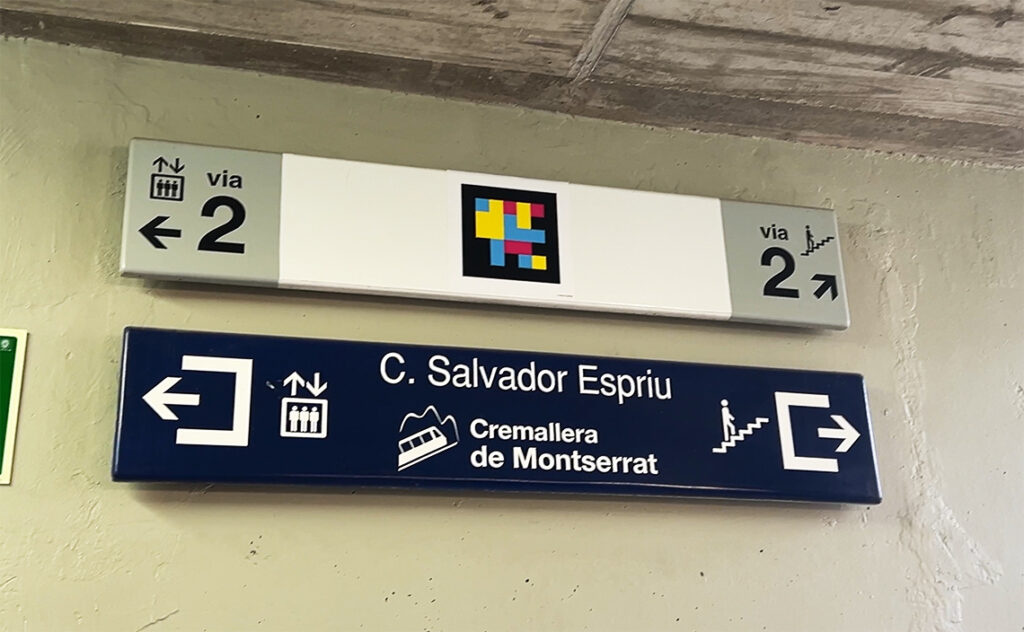 via
2
via
2
C. Salvador Espriu
Cremallera
de Montserrat